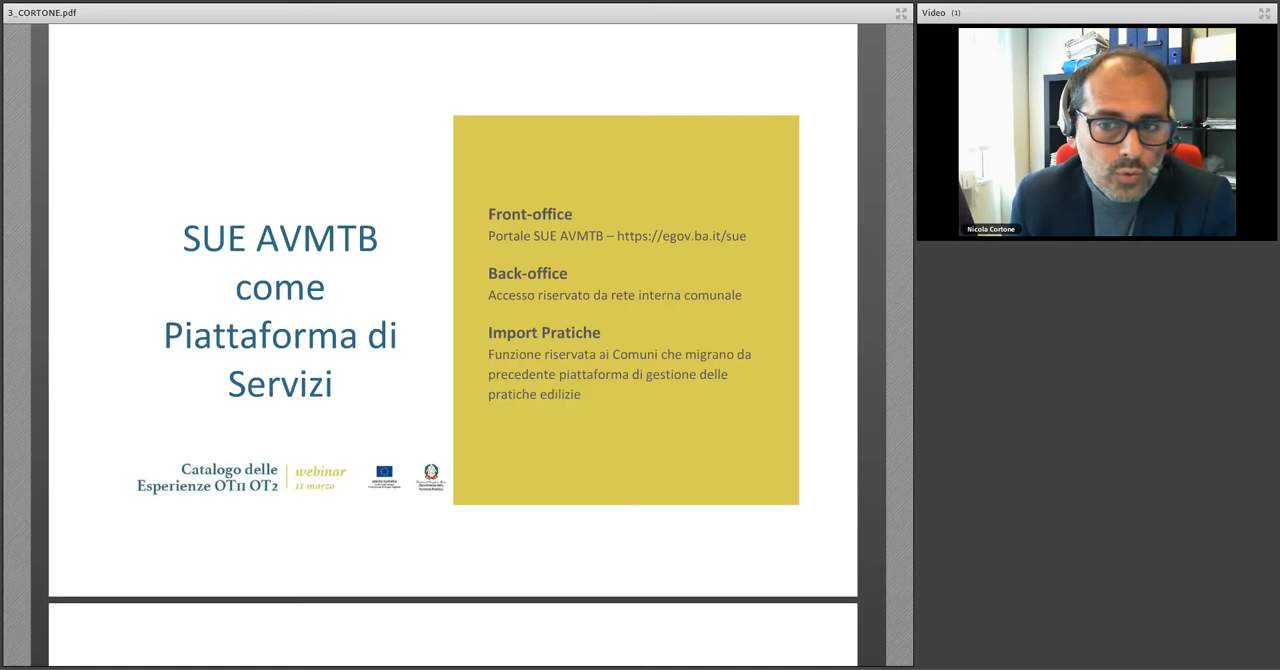 3_CORTONE.pdf
Video (1)
Nicola Cortone
SUE AVMTB
come
Piattaforma di
Servizi
Front-office
Portale SUE AVMTB – https://egov.ba.it/sue
Back-office
Accesso riservato da rete interna comunale
Import Pratiche
Funzione riservata ai Comuni che migrano da
precedente piattaforma di gestione delle
pratiche edilizie
Catalogo delle
Esperienze OT11 OT2
webinar
11 marzo